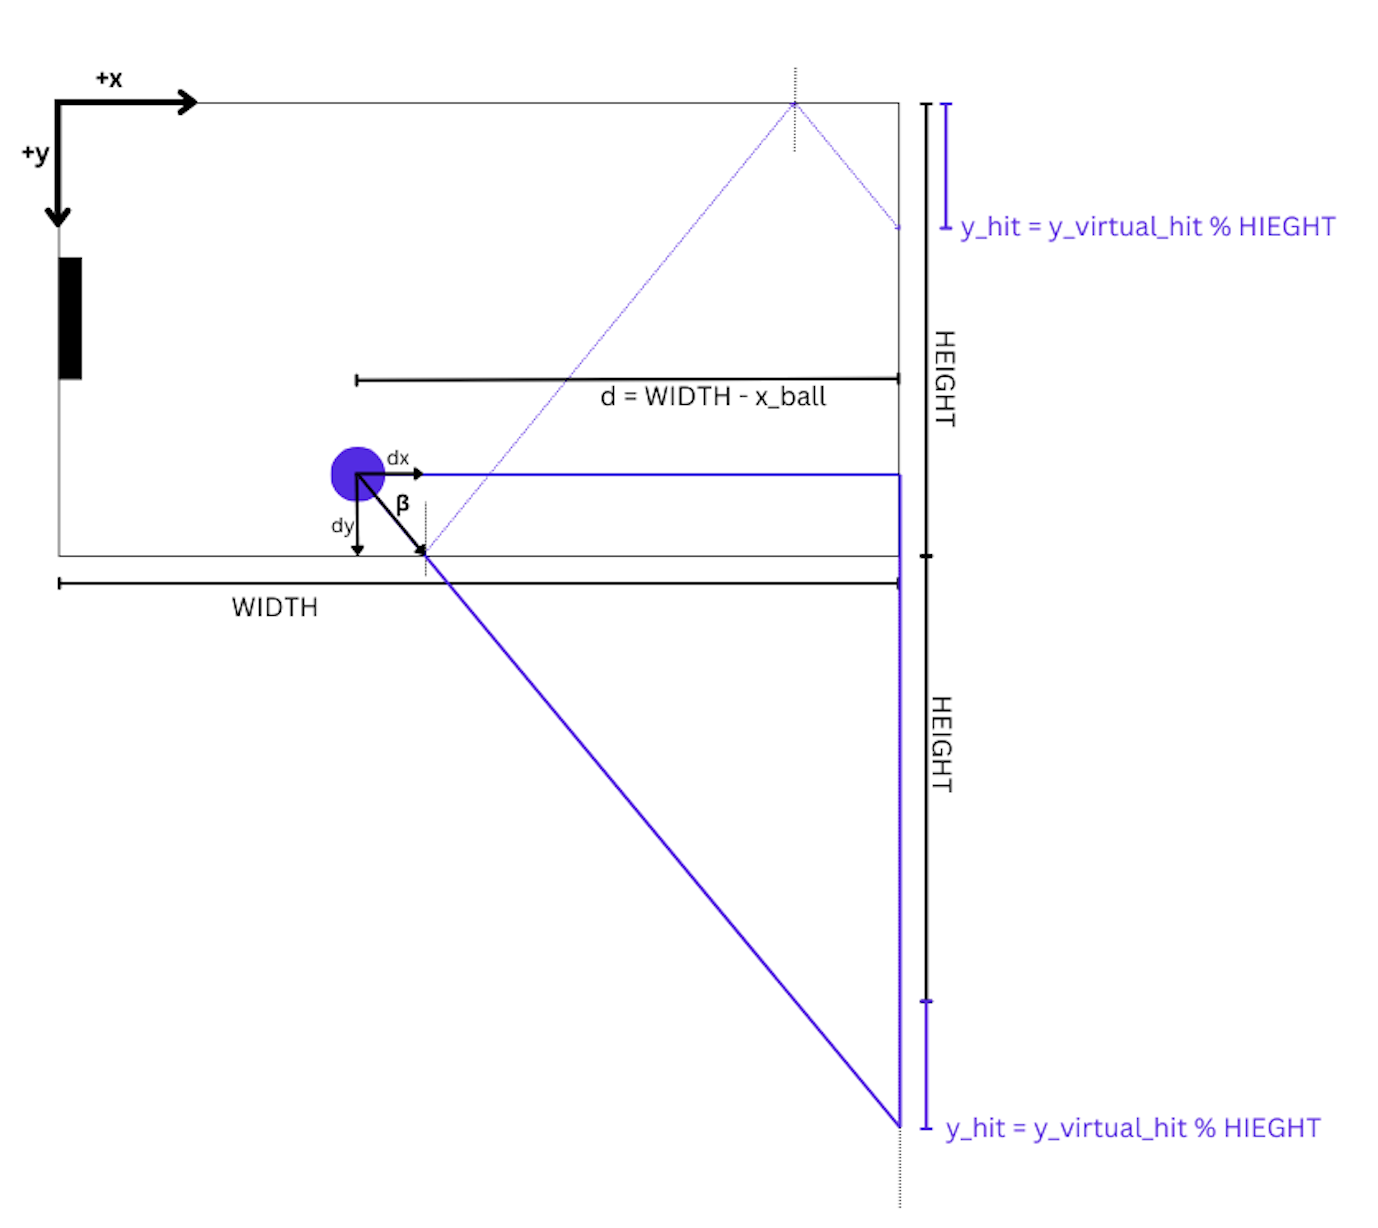 +x
+y
y_hit = y_virtual_hit % HIEGHT
HEIGHT
d = WIDTH - x_ball
dx
β
dy
WIDTH
HEIGHT
y_hit = y_virtual_hit % HIEGHT